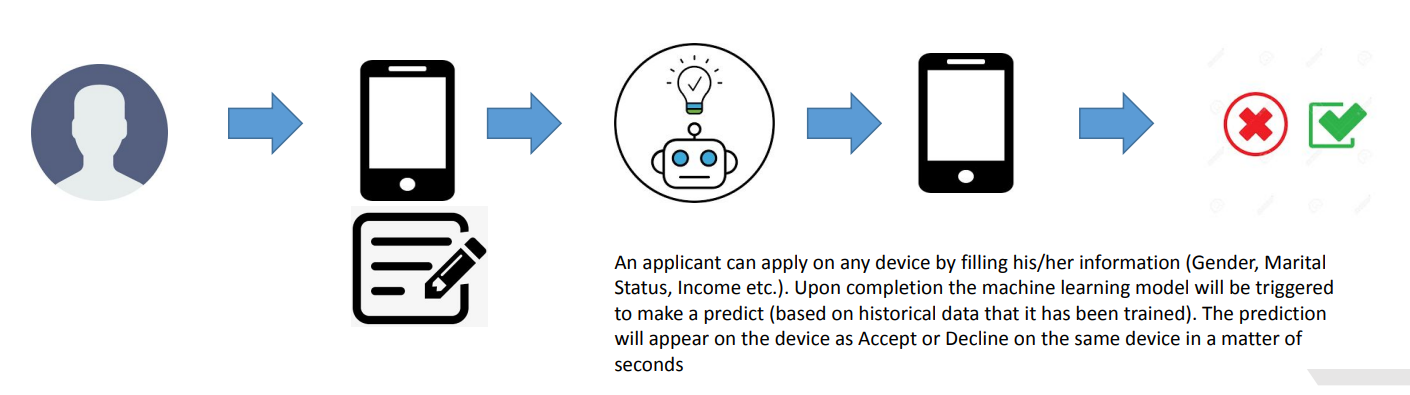 An applicant can apply on any device by filling his/her information (Gender, Marital
Status, Income etc.). Upon completion the machine learning model will be triggered
to make a predict (based on historical data that it has been trained). The prediction
will appear on the device as Accept or Decline on the same device in a matter of
seconds